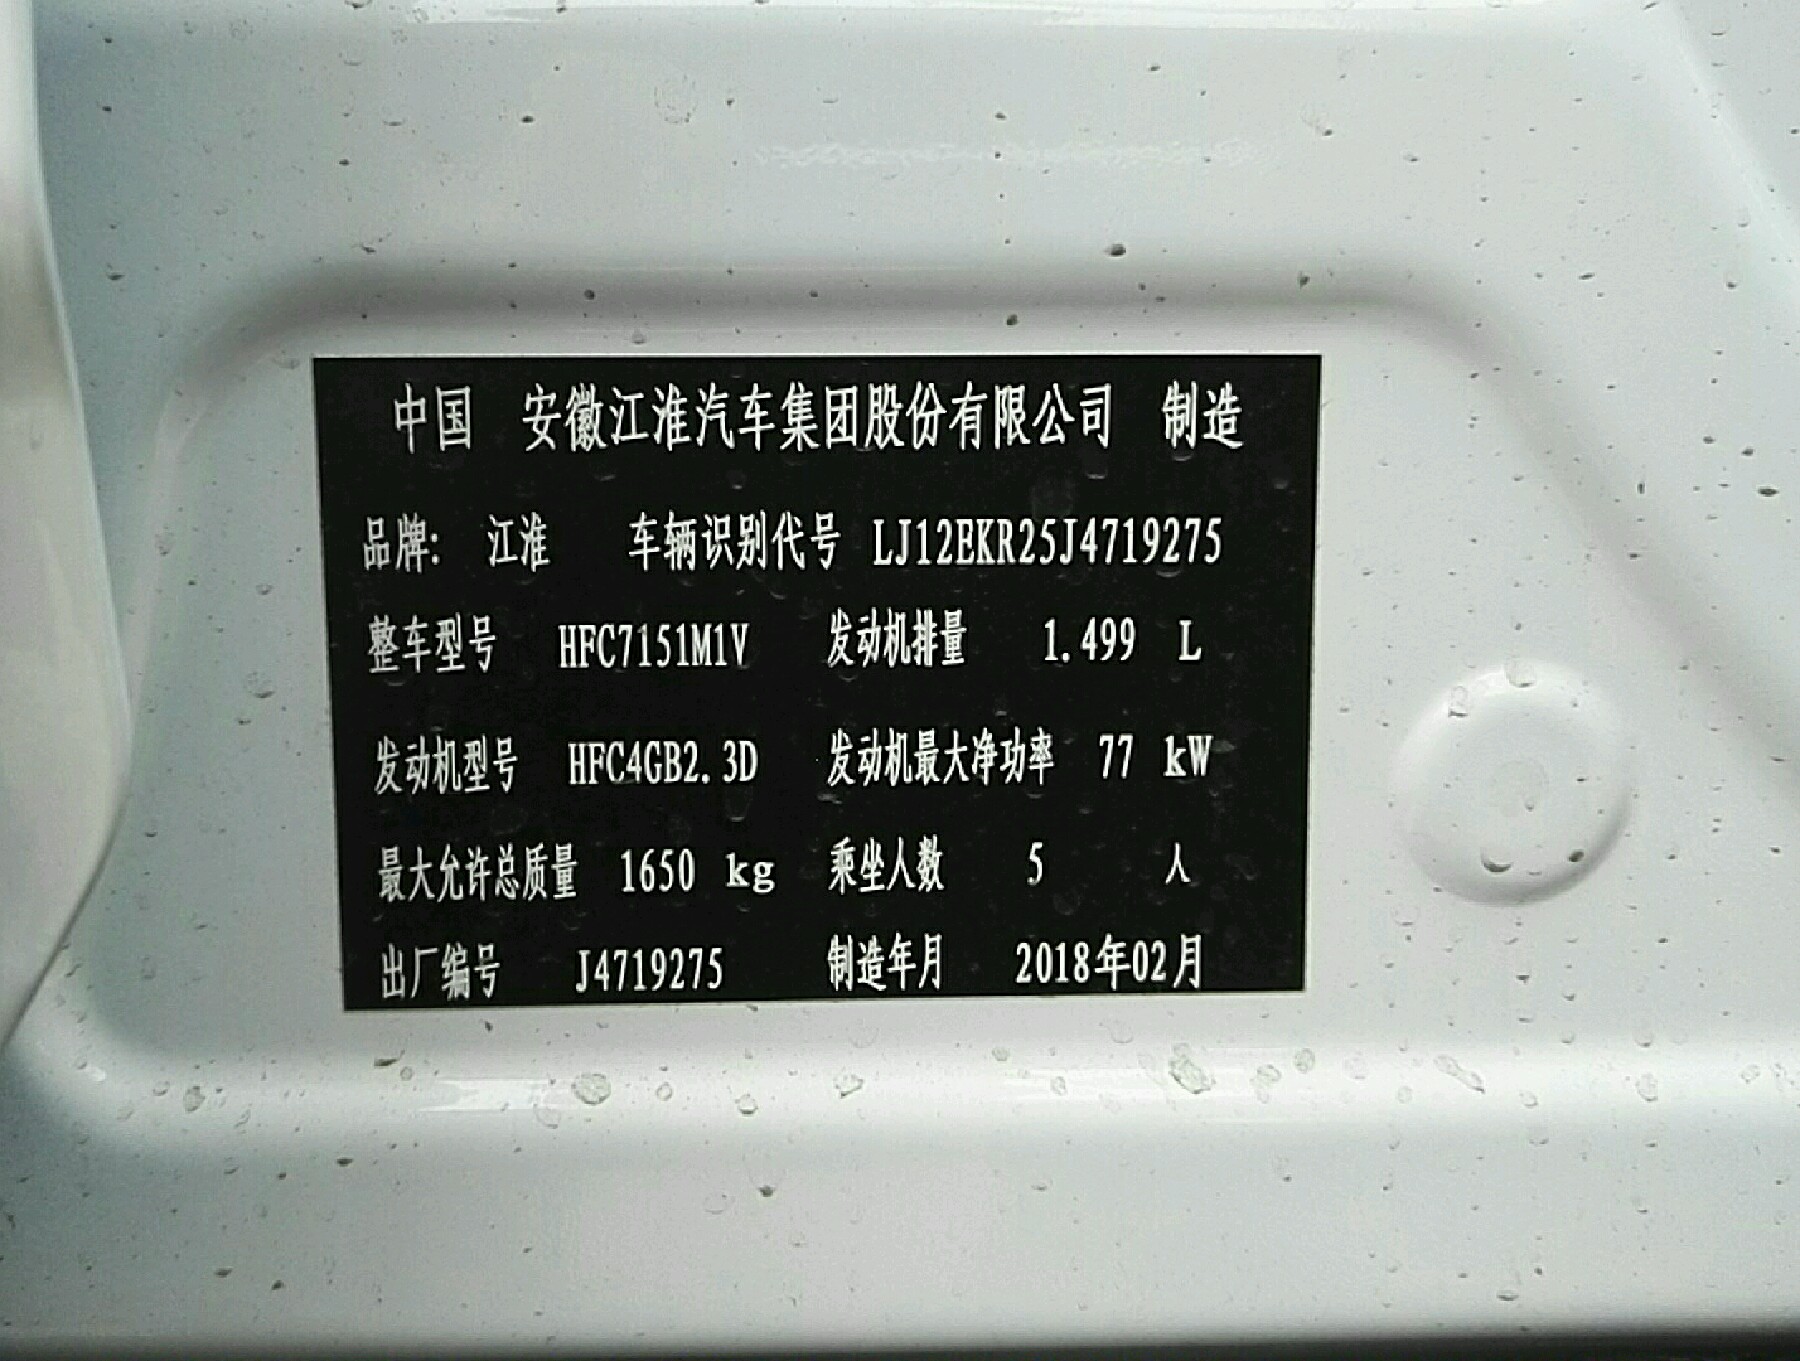 中国 安徽江淮汽车集团股份有限公司 制造
品牌: 江淮 车辆识别代号 LJ12EKR25J4719275
整车型号 HFC7151M1V 发动机排量 1.499 L
发动机型号 HFC4GB2.3D 发动机最大净功率 77 kW
最大允许总质量 1650 kg 乘坐人数 5 人
出厂编号 J4719275 制造年月 2018年02月